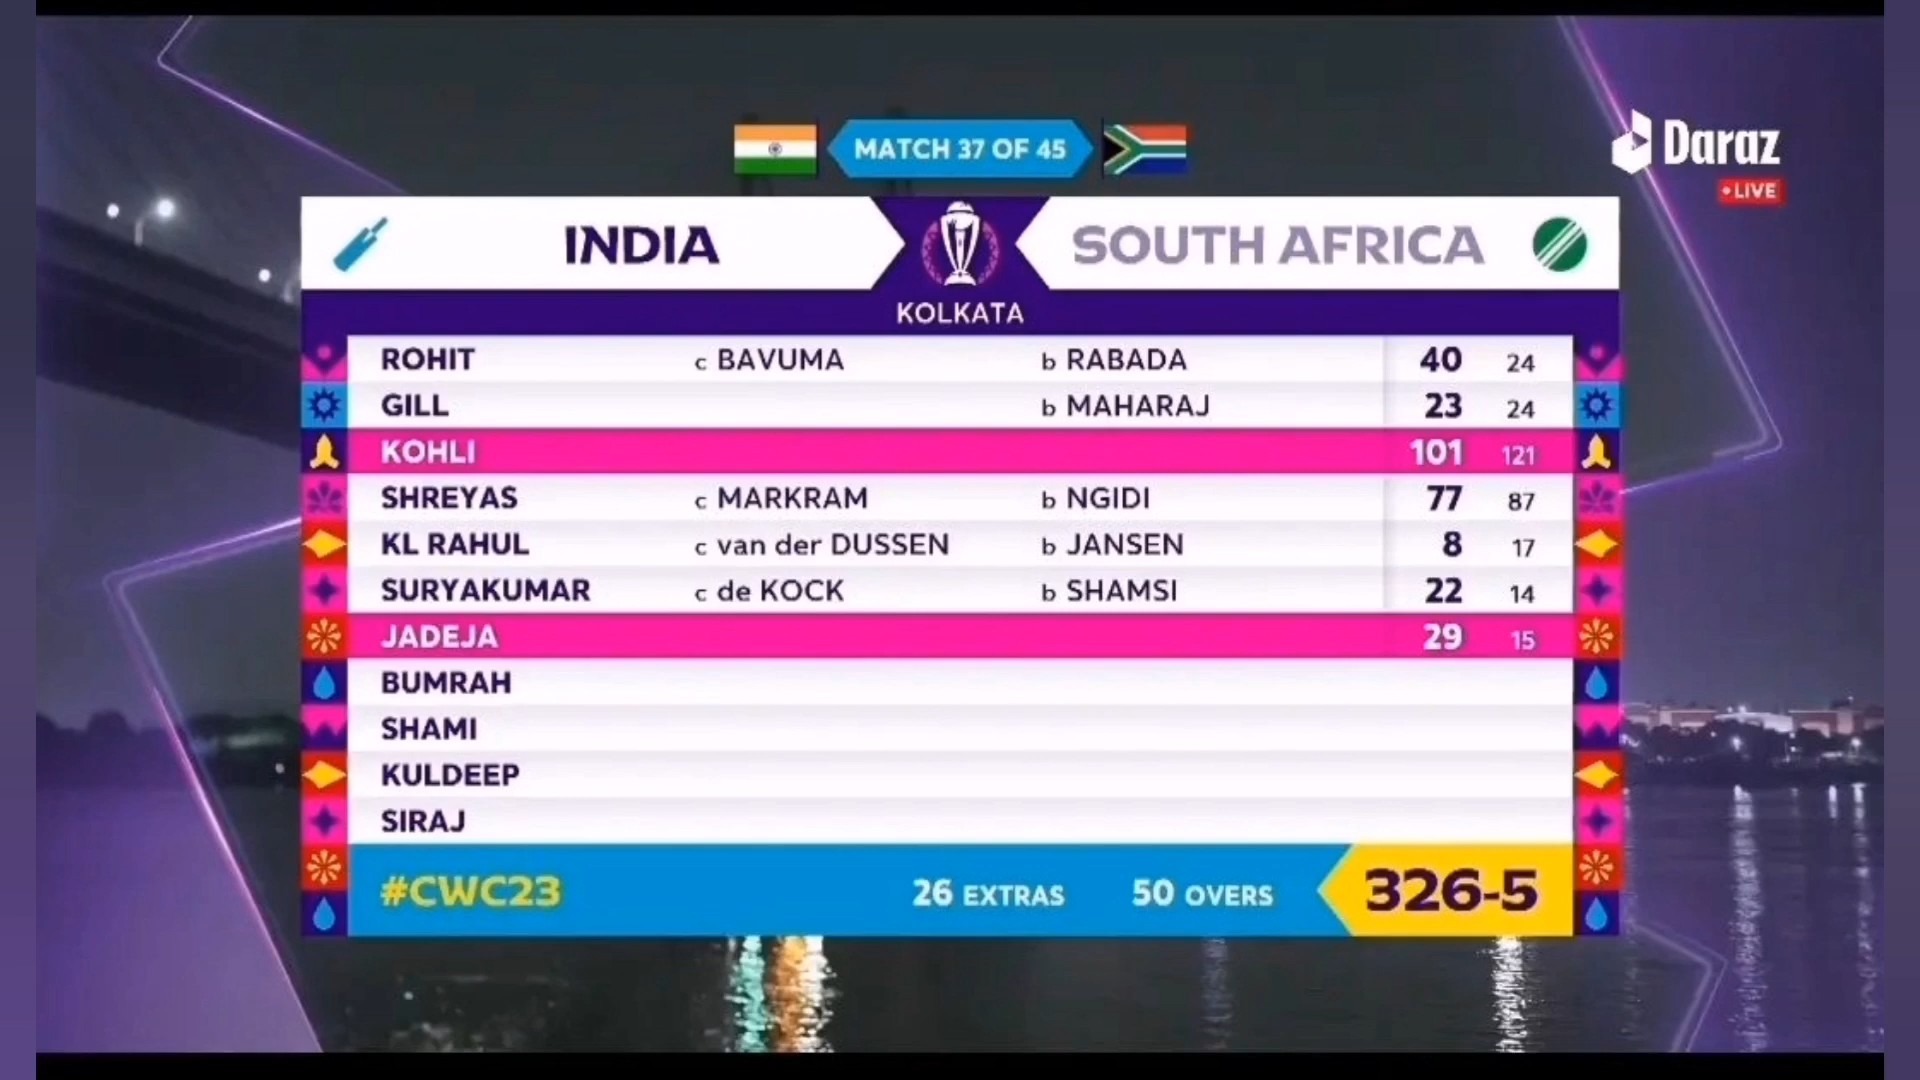 MATCH 37 OF 45
Daraz
LIVE
INDIA SOUTH AFRICA
KOLKATA
ROHIT c BAVUMA b RABADA 40 24
GILL b MAHARAJ 23 24
KOHLI 101 121
SHREYAS c MARKRAM b NGIDI 77 87
KL RAHUL c van der DUSSEN b JANSEN 8 17
SURYAKUMAR c de KOCK b SHAMSI 22 14
JADEJA 29 15
BUMRAH
SHAMI
KULDEEP
SIRAJ
#CWC23 26 EXTRAS 50 OVERS 326-5